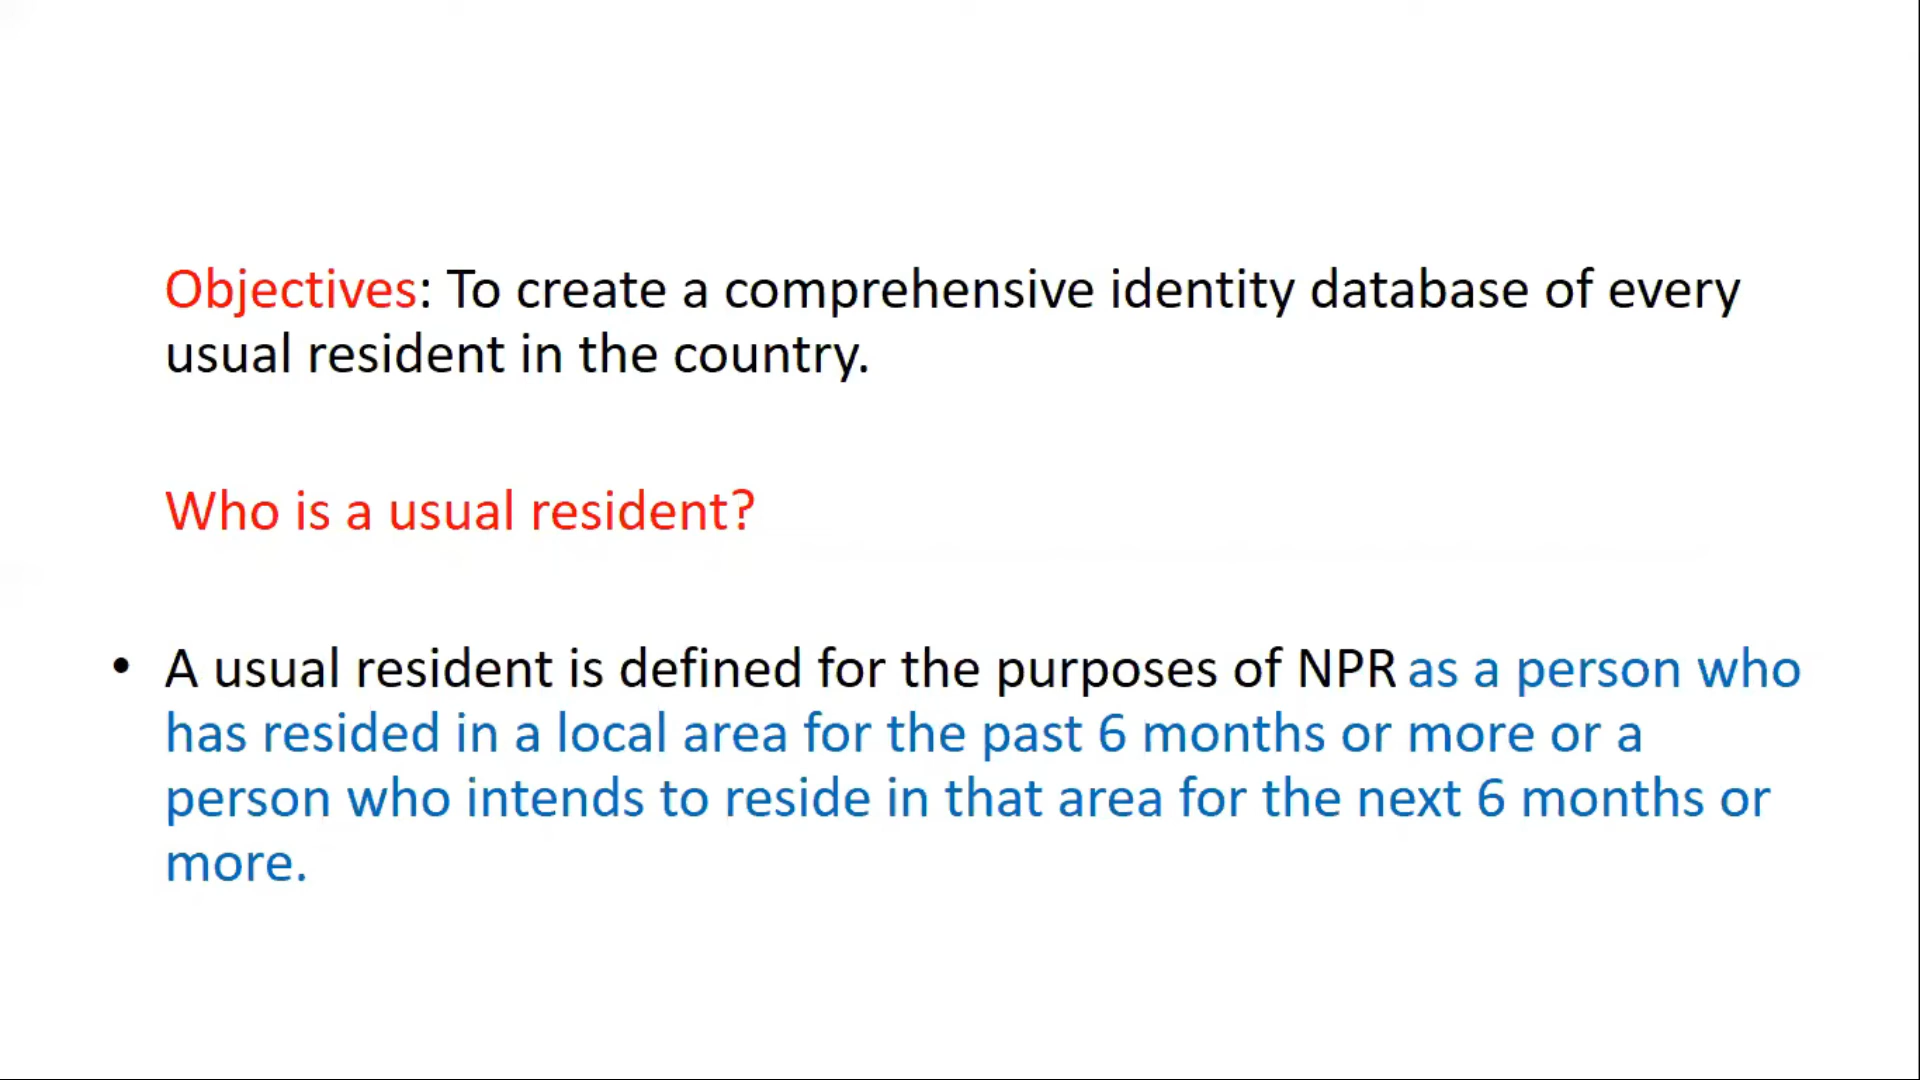 Objectives: To create a comprehensive identity database of every
usual resident in the country.
Who is a usual resident?
• A usual resident is defined for the purposes of NPR as a person who
has resided in a local area for the past 6 months or more or a
person who intends to reside in that area for the next 6 months or
more.